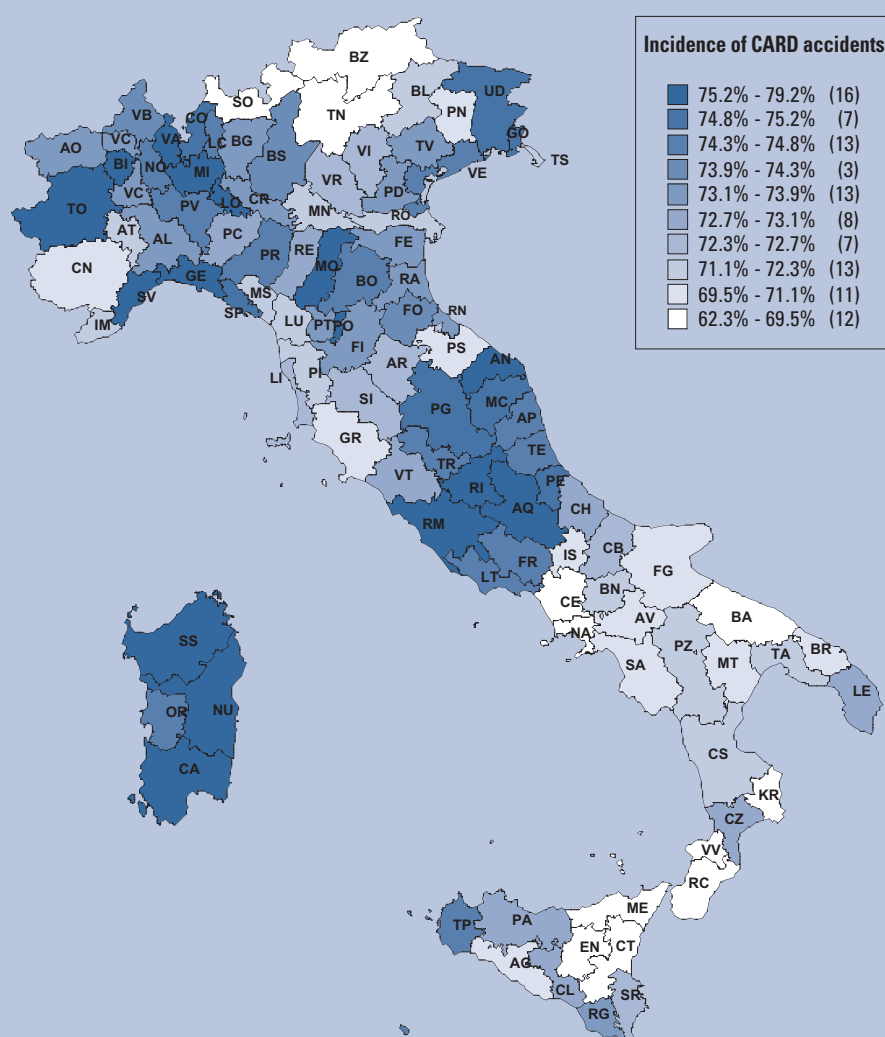 Incidence of CARD accidents
75.2% - 79.2% (16)
74.8% - 75.2% (7)
74.3% - 74.8% (13)
73.9% - 74.3% (3)
73.1% - 73.9% (13)
72.7% - 73.1% (8)
72.3% - 72.7% (7)
71.1% - 72.3% (13)
69.5% - 71.1% (11)
62.3% - 69.5% (12)
BZ
SO
BL
UD
TN
PN
VB
CO
GO
AO
VC
VA
LC
BG
BS
VI
TV
TS
BI
NO
MI
VR
VE
VC
LO
CR
PD
TO
PV
MN
RO
AT
AL
PC
RE
FE
CN
PR
MO
BO
RA
GE
SV
MS
SP
FO
RN
IM
LU
PT
PO
FI
PS
AN
LI
PI
AR
SI
PG
MC
AP
GR
TE
TR
VT
RI
PE
AQ
CH
RM
CB
IS
FR
LT
FG
BN
CE
AV
BA
NA
PZ
TA
BR
SS
SA
MT
LE
OR
NU
CS
CA
KR
CZ
VV
RC
ME
PA
TP
EN
CT
AG
CL
SR
RG